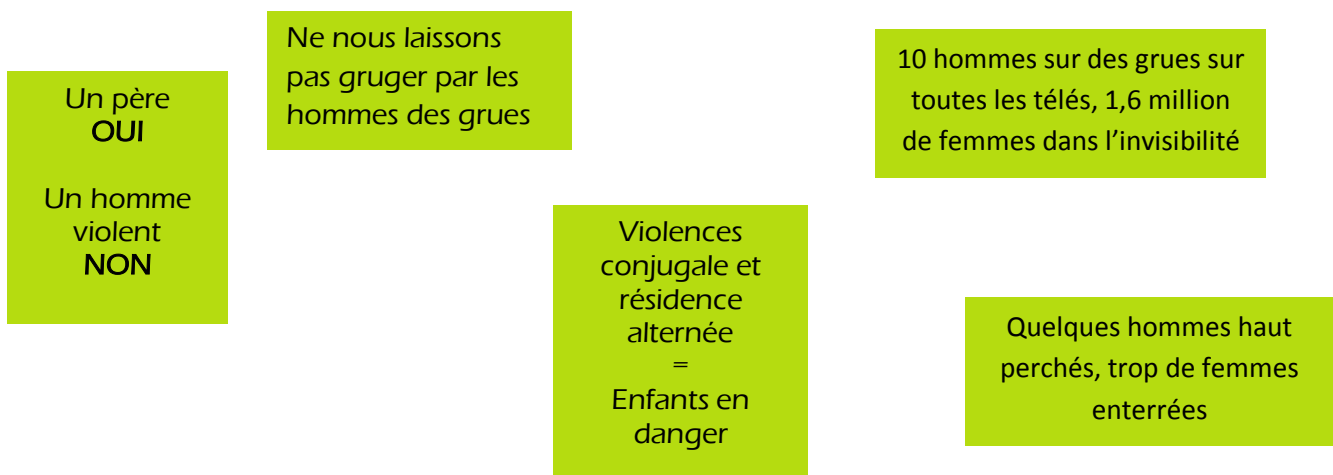 Un père
OUI
Un homme
violent
NON
Ne nous laissons
pas gruger par les
hommes des grues
Violences
conjugale et
résidence
alternée
=
Enfants en
danger
10 hommes sur des grues sur
toutes les télés, 1,6 million
de femmes dans l’invisibilité
Quelques hommes haut
perchés, trop de femmes
enterrées